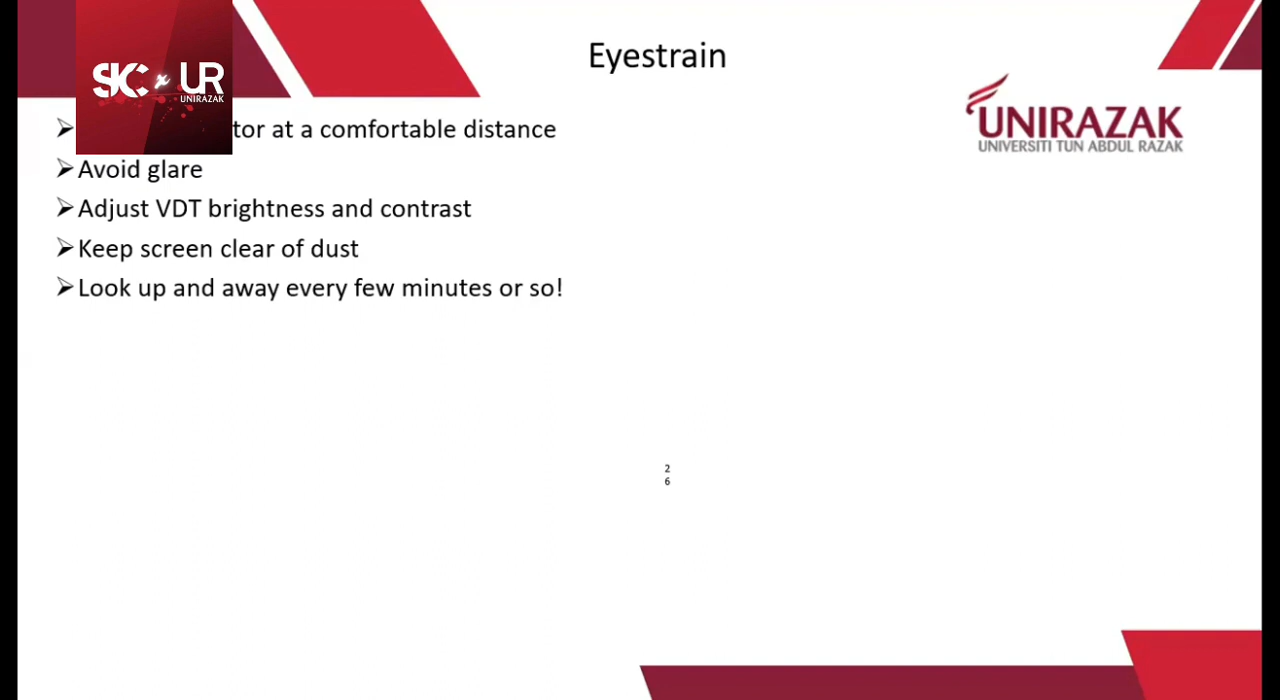 Eyestrain
SIC x UR
UNIRAZAK
UNIRAZAK
UNIVERSITI TUN ABDUL RAZAK
➢ tor at a comfortable distance
➢Avoid glare
➢Adjust VDT brightness and contrast
➢Keep screen clear of dust
➢Look up and away every few minutes or so!
2
6